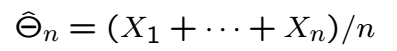 Θ̂ₙ = (X₁ + ⋯ + Xₙ)/n